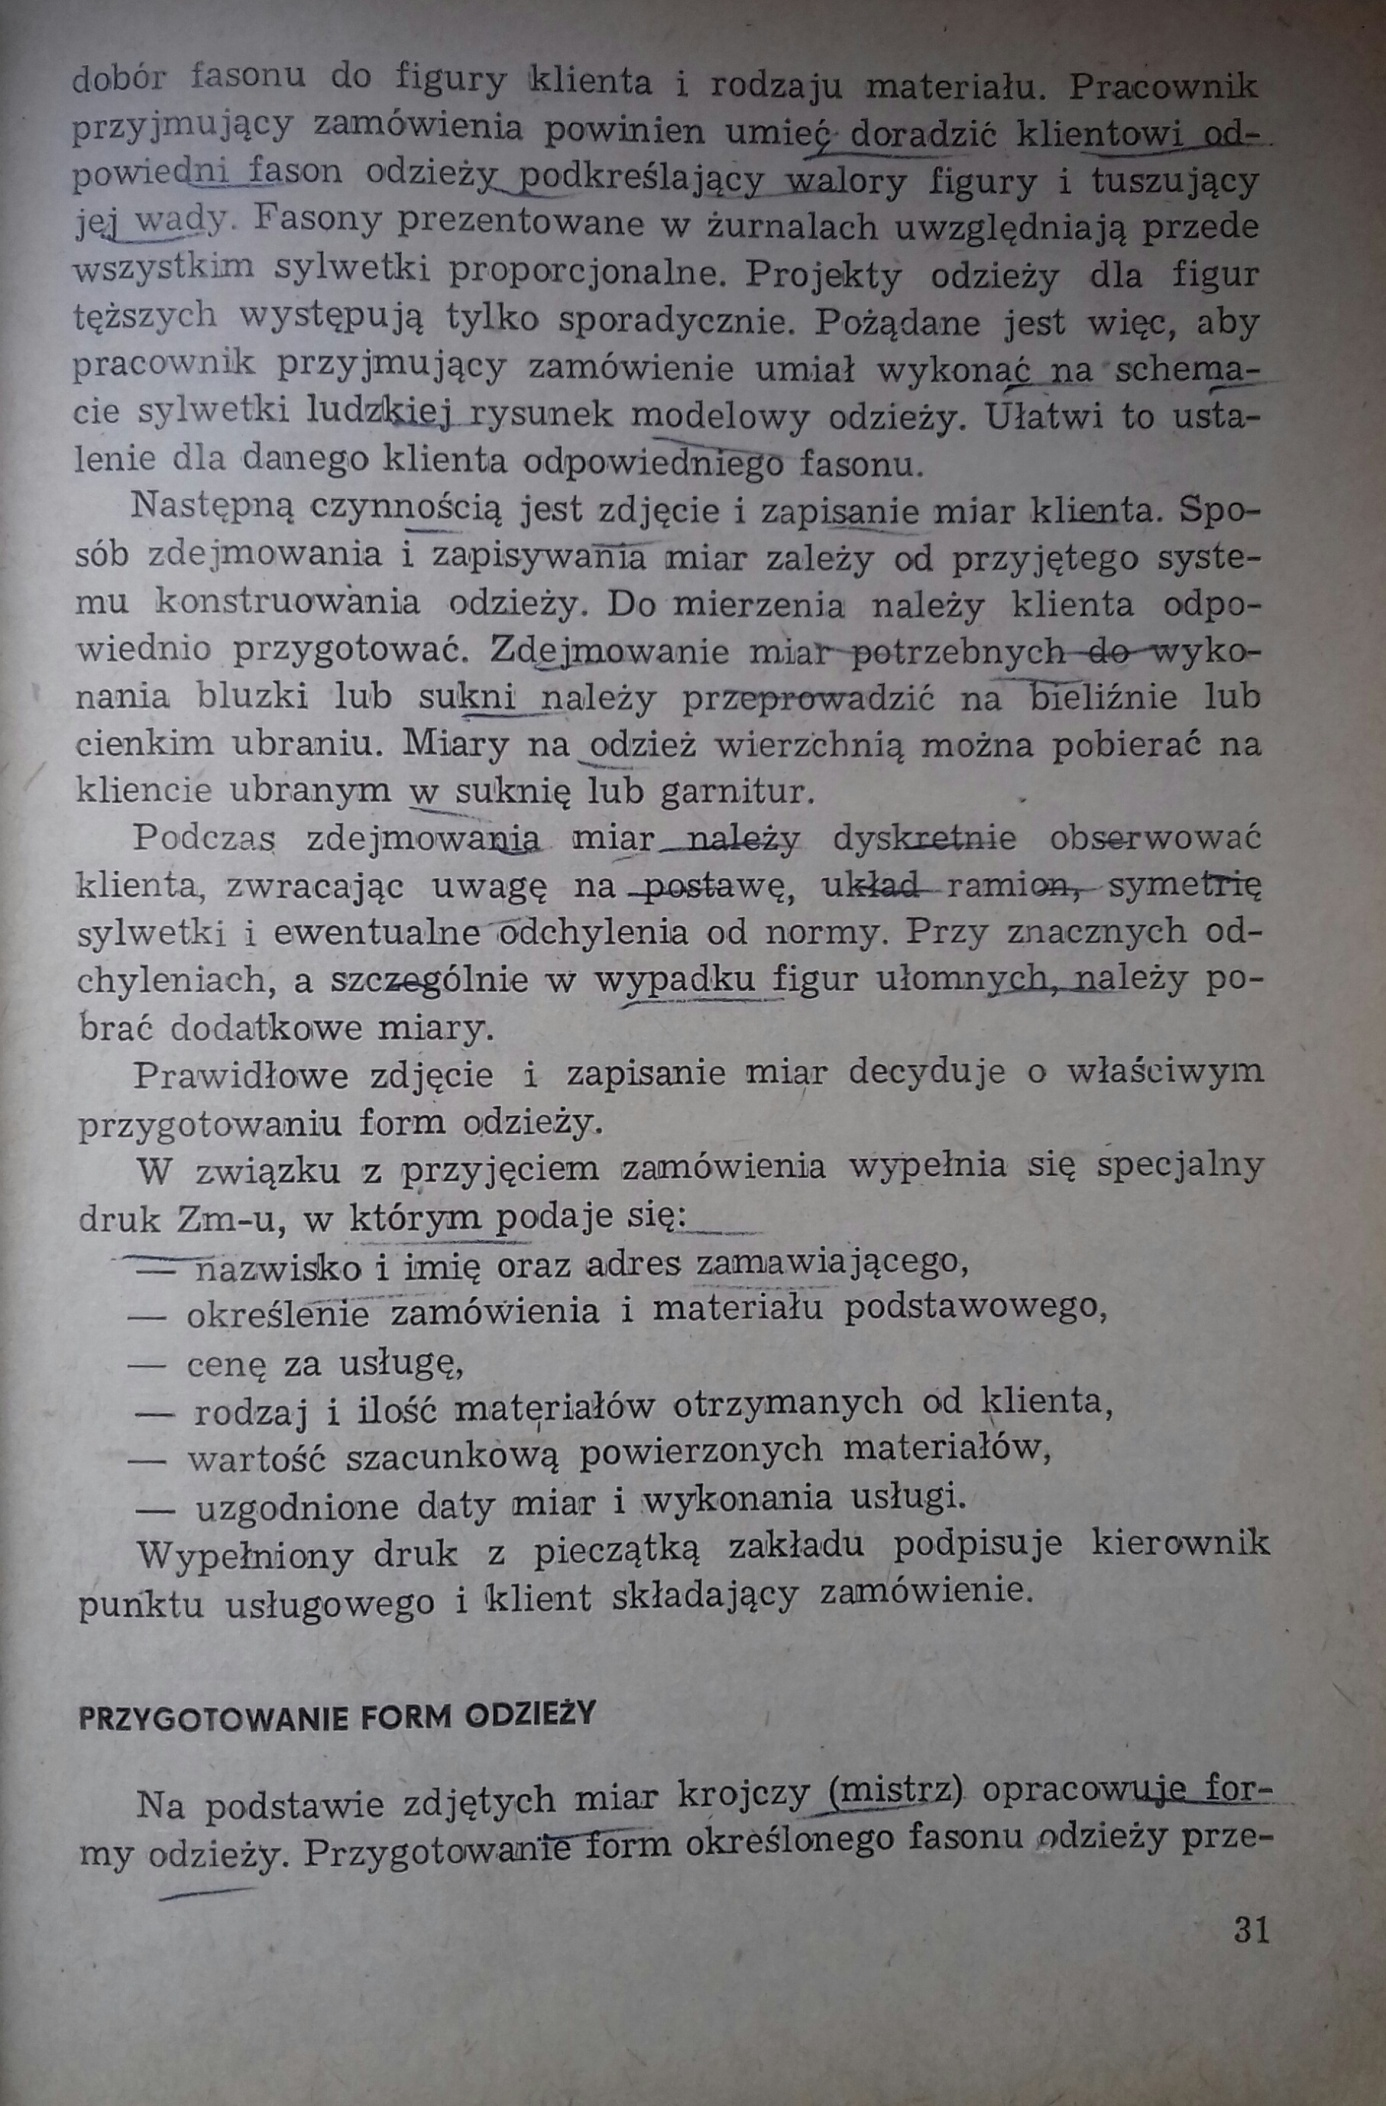 dobór fasonu do figury klienta i rodzaju materiału. Pracownik
przyjmujący zamówienia powinien umieć doradzić klientowi od-
powiedni fason odzieży podkreślający walory figury i tuszujący
jej wady. Fasony prezentowane w żurnalach uwzględniają przede
wszystkim sylwetki proporcjonalne. Projekty odzieży dla figur
tęższych występują tylko sporadycznie. Pożądane jest więc, aby
pracownik przyjmujący zamówienie umiał wykonać na schema-
cie sylwetki ludzkiej rysunek modelowy odzieży. Ułatwi to usta-
lenie dla danego klienta odpowiedniego fasonu.
Następną czynnością jest zdjęcie i zapisanie miar klienta. Spo-
sób zdejmowania i zapisywania miar zależy od przyjętego syste-
mu konstruowania odzieży. Do mierzenia należy klienta odpo-
wiednio przygotować. Zdejmowanie miar potrzebnych do wyko-
nania bluzki lub sukni należy przeprowadzić na bieliźnie lub
cienkim ubraniu. Miary na odzież wierzchnią można pobierać na
kliencie ubranym w suknię lub garnitur.
Podczas zdejmowania miar należy dyskretnie obserwować
klienta, zwracając uwagę na postawę, układ ramion, symetrię
sylwetki i ewentualne odchylenia od normy. Przy znacznych od-
chyleniach, a szczególnie w wypadku figur ułomnych, należy po-
brać dodatkowe miary.
Prawidłowe zdjęcie i zapisanie miar decyduje o właściwym
przygotowaniu form odzieży.
W związku z przyjęciem zamówienia wypełnia się specjalny
druk Zm-u, w którym podaje się:
— nazwisko i imię oraz adres zamawiającego,
— określenie zamówienia i materiału podstawowego,
— cenę za usługę,
— rodzaj i ilość materiałów otrzymanych od klienta,
— wartość szacunkową powierzonych materiałów,
— uzgodnione daty miar i wykonania usługi.
Wypełniony druk z pieczątką zakładu podpisuje kierownik
punktu usługowego i klient składający zamówienie.
PRZYGOTOWANIE FORM ODZIEŻY
Na podstawie zdjętych miar krojczy (mistrz) opracowuje for-
my odzieży. Przygotowanie form określonego fasonu odzieży prze-
31